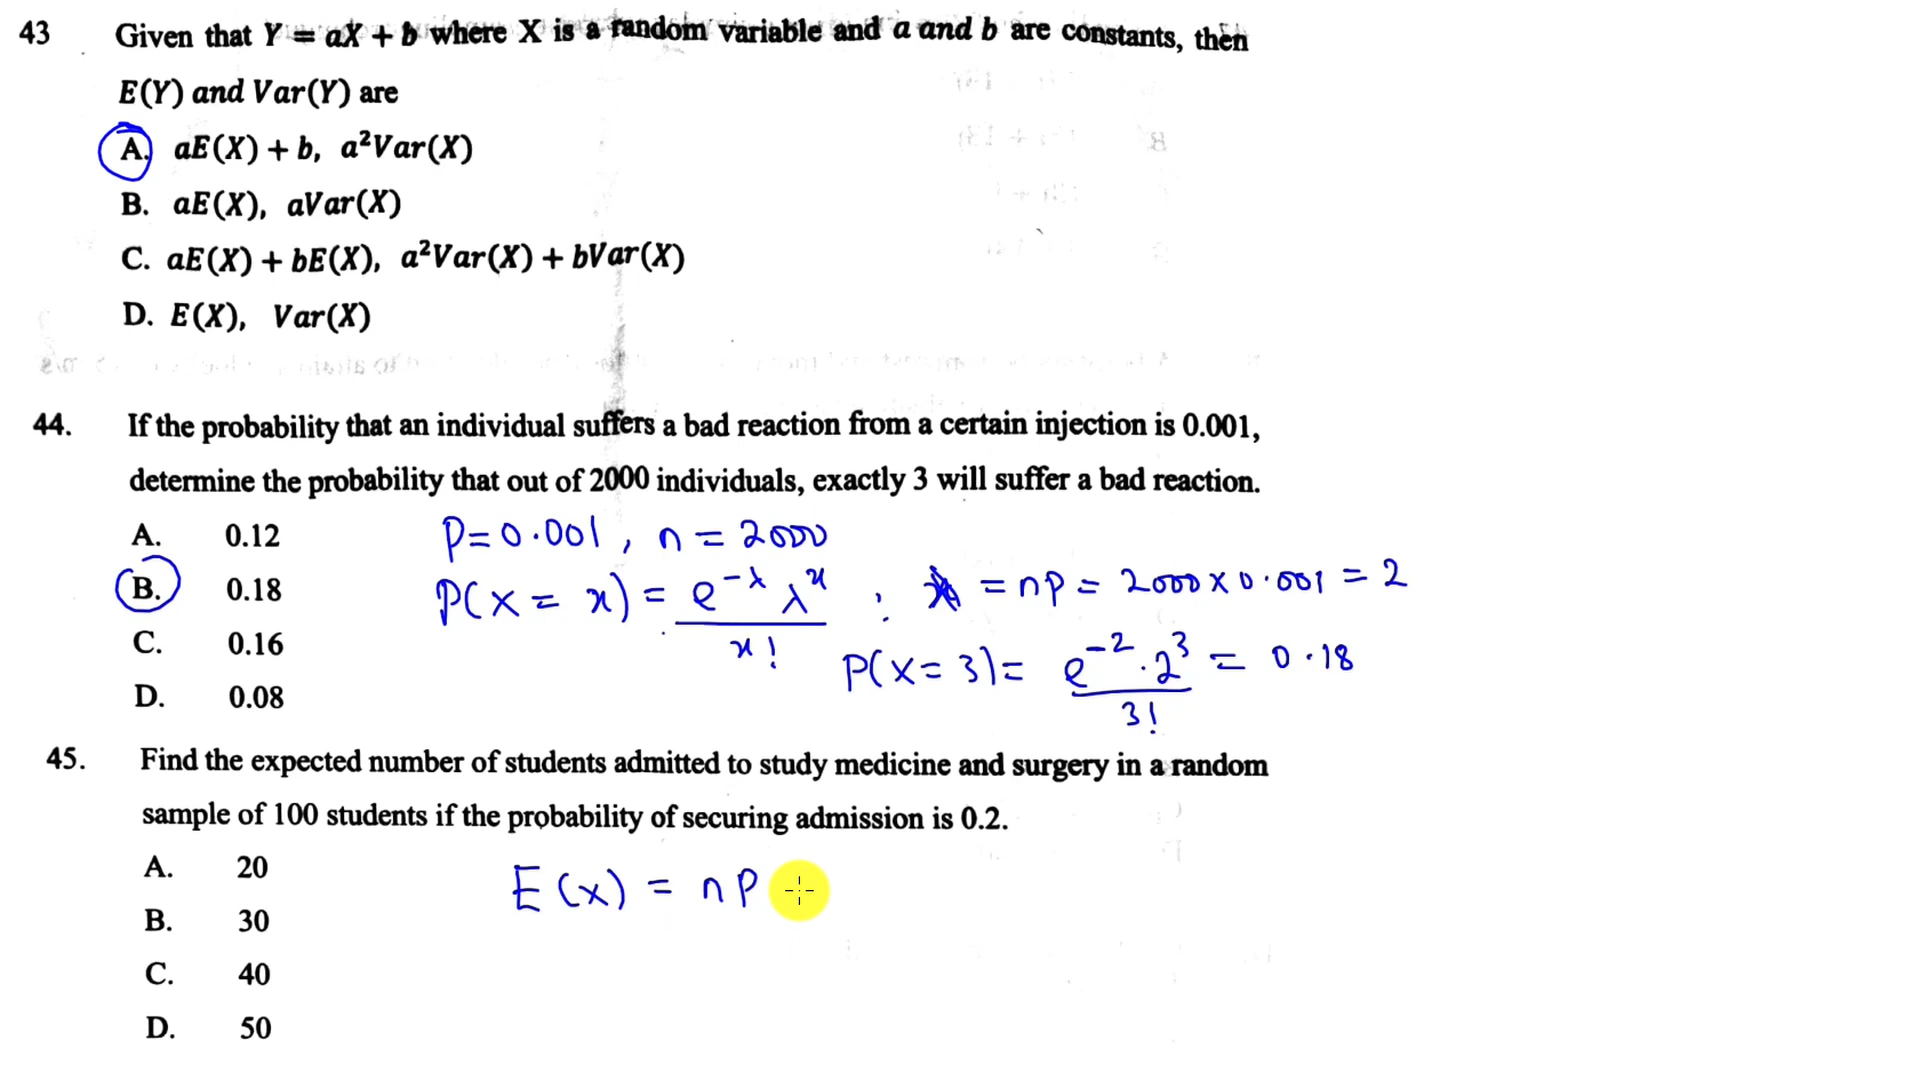 43 Given that Y = aX + b where X is a random variable and a and b are constants, then
E(Y) and Var(Y) are
A. aE(X) + b, a²Var(X)
B. aE(X), aVar(X)
C. aE(X) + bE(X), a²Var(X) + bVar(X)
D. E(X), Var(X)
44. If the probability that an individual suffers a bad reaction from a certain injection is 0.001,
determine the probability that out of 2000 individuals, exactly 3 will suffer a bad reaction.
A. 0.12
P=0.001, n = 2000
B. 0.18
P(X = x) = e^-λ λ^x / x! ; λ = np = 2000 x 0.001 = 2
C. 0.16
P(X = 3) = e^-2 . 2^3 / 3! = 0.18
D. 0.08
45. Find the expected number of students admitted to study medicine and surgery in a random
sample of 100 students if the probability of securing admission is 0.2.
A. 20
E(x) = np
B. 30
C. 40
D. 50